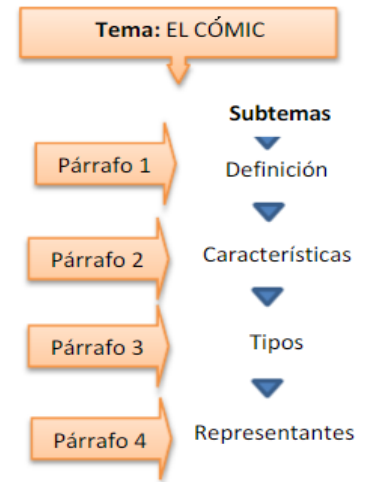 Tema: EL CÓMIC
Subtemas
Párrafo 1
Definición
Párrafo 2
Características
Párrafo 3
Tipos
Párrafo 4
Representantes